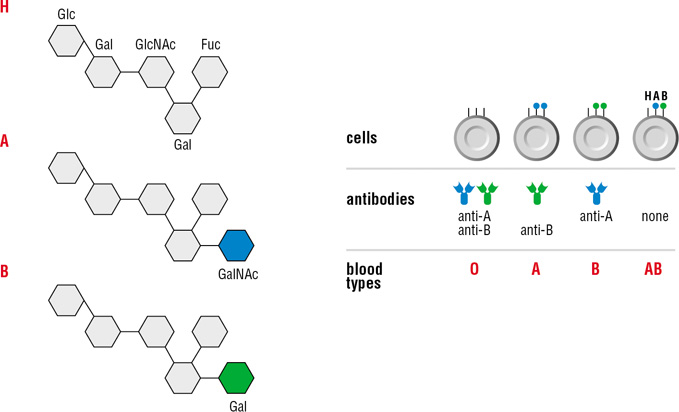 H
Glc
Gal
GlcNAc
Fuc
Gal
A
GalNAc
B
Gal
HAB
cells
antibodies
anti-A
anti-B
anti-B
anti-A
none
blood
types
O
A
B
AB